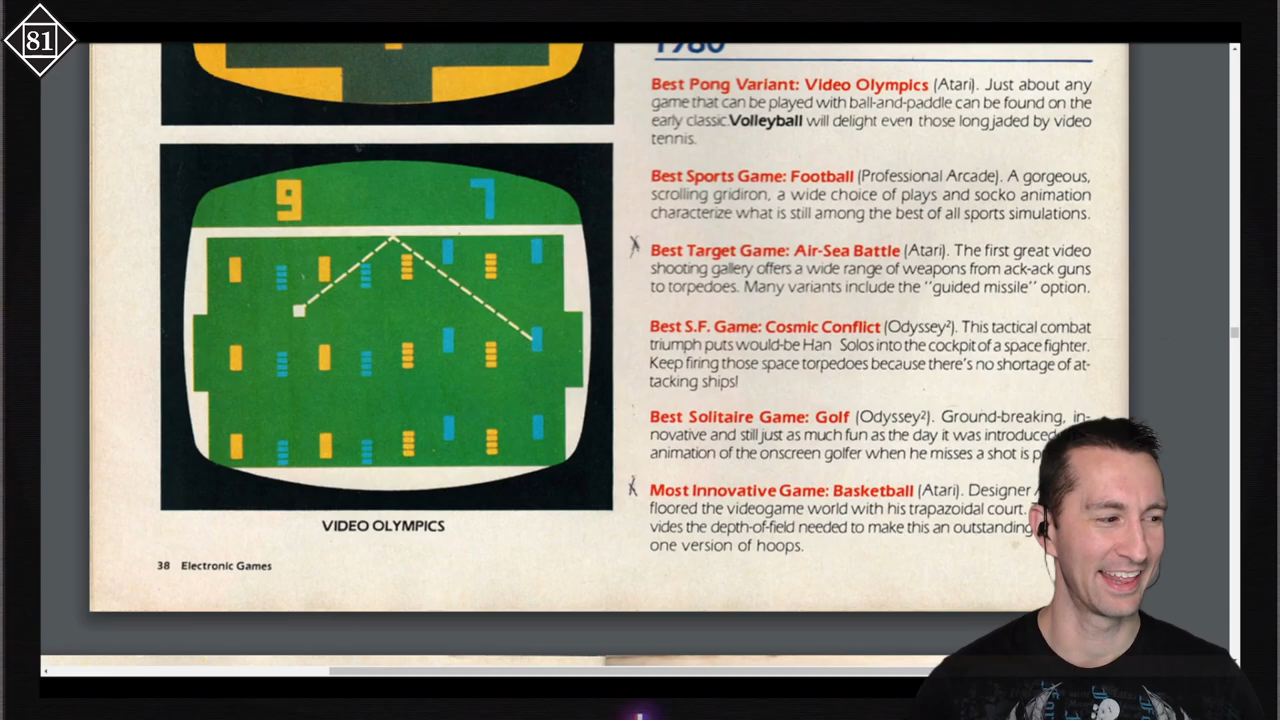 81
1980
Best Pong Variant: Video Olympics (Atari). Just about any
game that can be played with ball-and-paddle can be found on the
early classic. Volleyball will delight even those long jaded by video
tennis.
Best Sports Game: Football (Professional Arcade). A gorgeous,
scrolling gridiron, a wide choice of plays and socko animation
characterize what is still among the best of all sports simulations.
Best Target Game: Air-Sea Battle (Atari). The first great video
shooting gallery offers a wide range of weapons from ack-ack guns
to torpedoes. Many variants include the "guided missile" option.
Best S.F. Game: Cosmic Conflict (Odyssey²). This tactical combat
triumph puts would-be Han Solos into the cockpit of a space fighter.
Keep firing those space torpedoes because there's no shortage of at-
tacking ships!
Best Solitaire Game: Golf (Odyssey²). Ground-breaking, in-
novative and still just as much fun as the day it was introduced
animation of the onscreen golfer when he misses a shot is
Most Innovative Game: Basketball (Atari). Designer
floored the videogame world with his trapazoidal court.
vides the depth-of-field needed to make this an outstanding
one version of hoops.
9 7
VIDEO OLYMPICS
38 Electronic Games